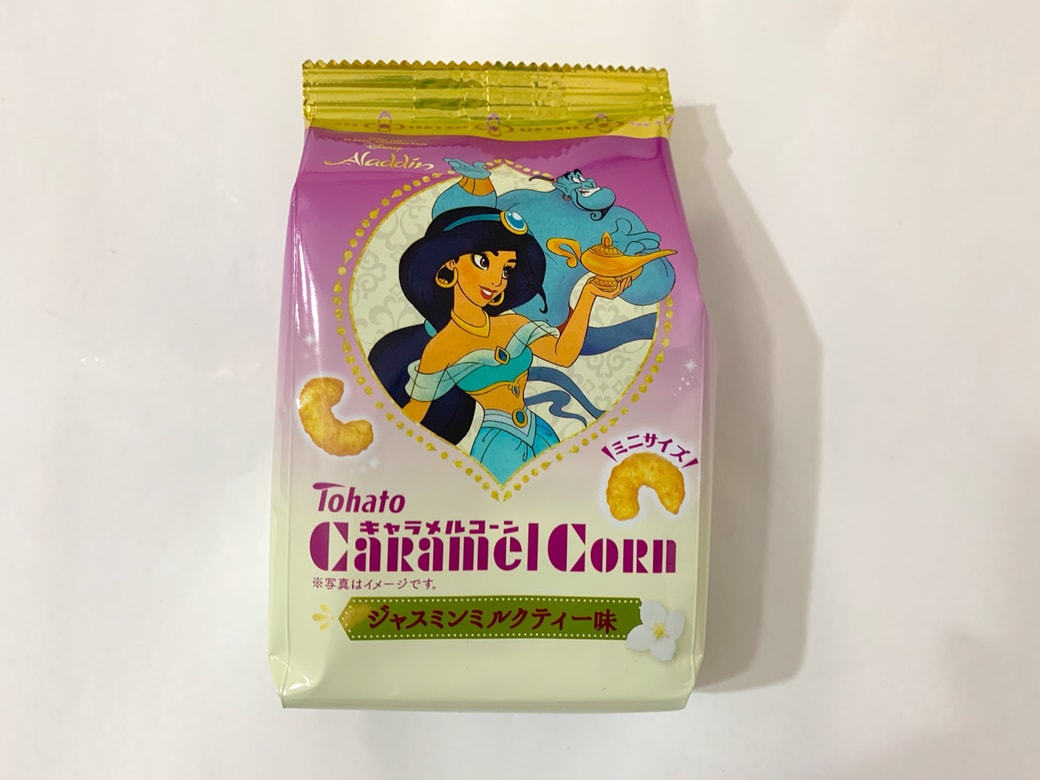 Disney
Aladdin
ミニサイズ
Tohato
キャラメルコーン
Caramel Corn
※写真はイメージです。
ジャスミンミルクティー味